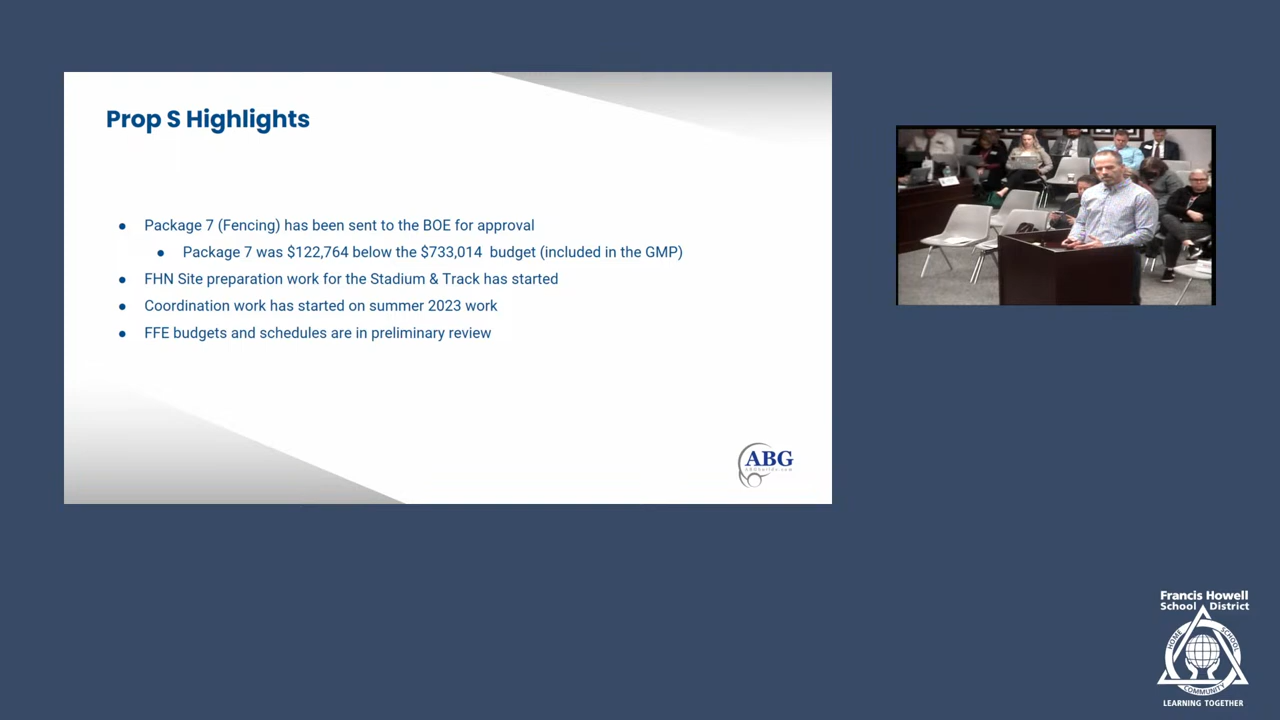 Prop S Highlights
● Package 7 (Fencing) has been sent to the BOE for approval
● Package 7 was $122,764 below the $733,014 budget (included in the GMP)
● FHN Site preparation work for the Stadium & Track has started
● Coordination work has started on summer 2023 work
● FFE budgets and schedules are in preliminary review
ABG
Francis Howell
School District
HOME
SCHOOL
COMMUNITY
LEARNING TOGETHER